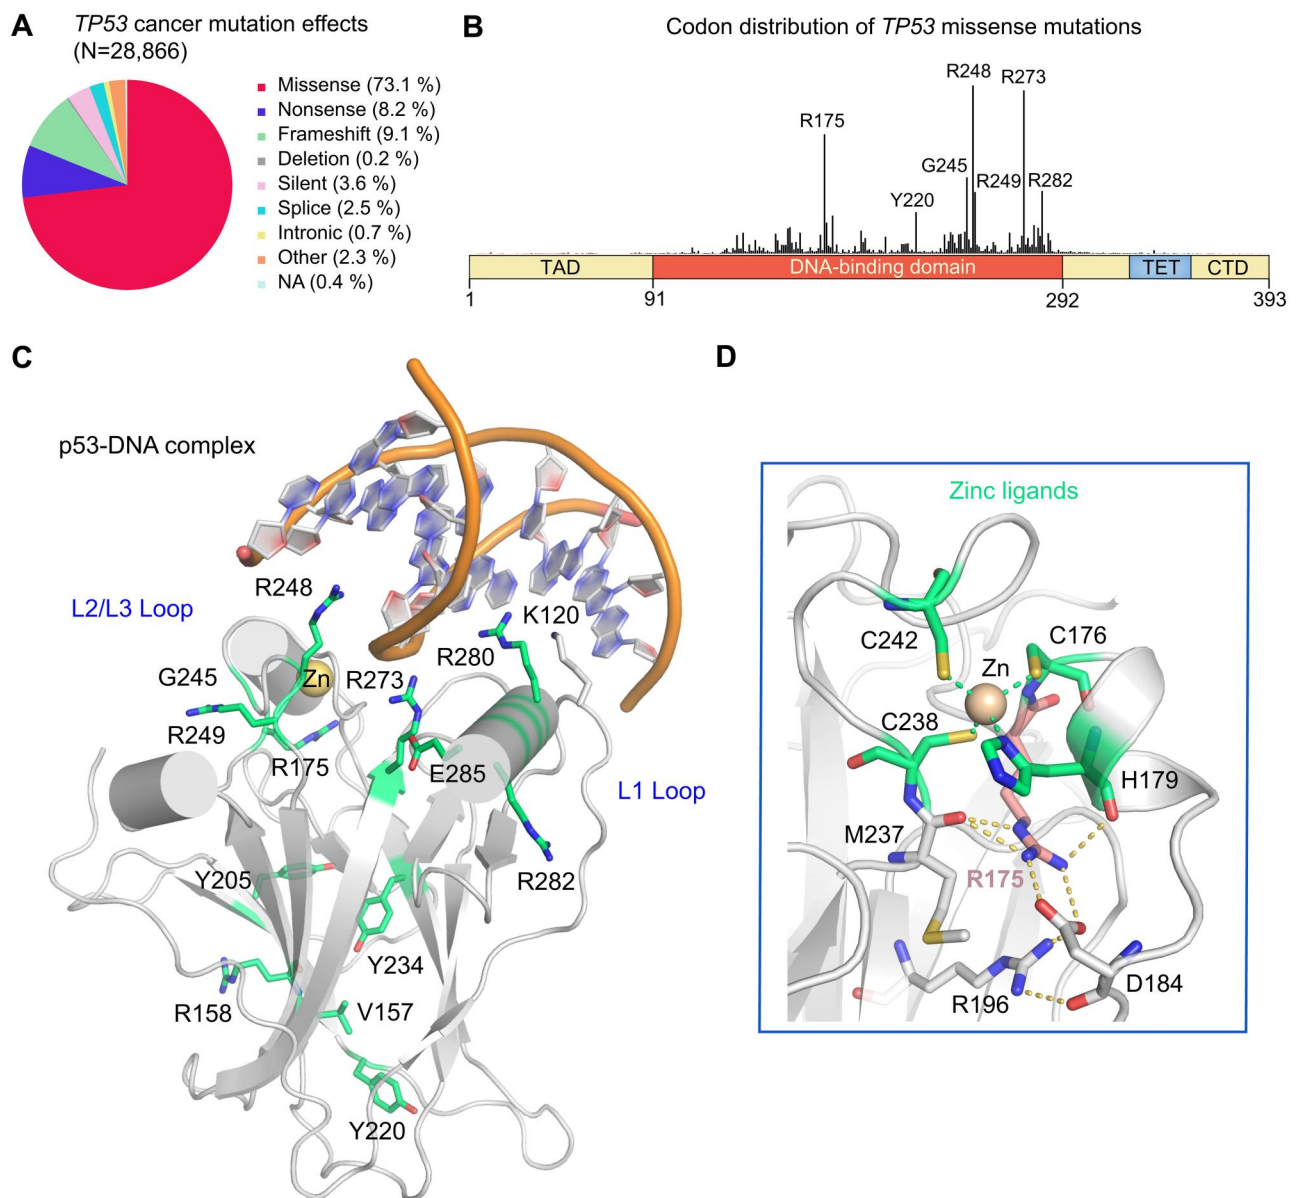 A
TP53 cancer mutation effects
(N=28,866)
Missense (73.1 %)
Nonsense (8.2 %)
Frameshift (9.1 %)
Deletion (0.2 %)
Silent (3.6 %)
Splice (2.5 %)
Intronic (0.7 %)
Other (2.3 %)
NA (0.4 %)
B
Codon distribution of TP53 missense mutations
R248 R273
R175
G245
R249 R282
Y220
TAD DNA-binding domain TET CTD
1 91 292 393
C
p53-DNA complex
R248
L2/L3 Loop
K120
R280
G245
Zn
R273
R249
R175
E285
L1 Loop
Y205
R282
Y234
R158
V157
Y220
D
Zinc ligands
C242
C176
Zn
C238
H179
M237
R175
R196
D184